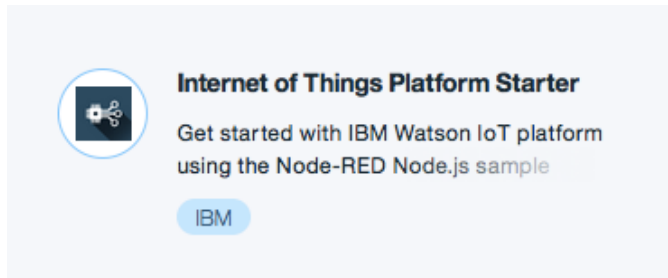 Internet of Things Platform Starter
Get started with IBM Watson IoT platform
using the Node-RED Node.js sample
IBM